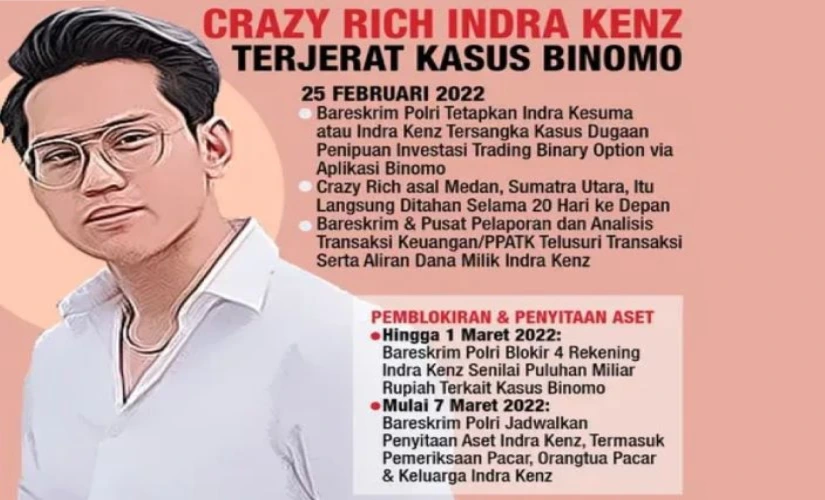 CRAZY RICH INDRA KENZ
TERJERAT KASUS BINOMO
25 FEBRUARI 2022
Bareskrim Polri Tetapkan Indra Kesuma
atau Indra Kenz Tersangka Kasus Dugaan
Penipuan Investasi Trading Binary Option via
Aplikasi Binomo
Crazy Rich asal Medan, Sumatra Utara, Itu
Langsung Ditahan Selama 20 Hari ke Depan
Bareskrim & Pusat Pelaporan dan Analisis
Transaksi Keuangan/PPATK Telusuri Transaksi
Serta Aliran Dana Milik Indra Kenz
PEMBLOKIRAN & PENYITAAN ASET
Hingga 1 Maret 2022:
Bareskrim Polri Blokir 4 Rekening
Indra Kenz Senilai Puluhan Miliar
Rupiah Terkait Kasus Binomo
Mulai 7 Maret 2022:
Bareskrim Polri Jadwalkan
Penyitaan Aset Indra Kenz, Termasuk
Pemeriksaan Pacar, Orangtua Pacar
& Keluarga Indra Kenz